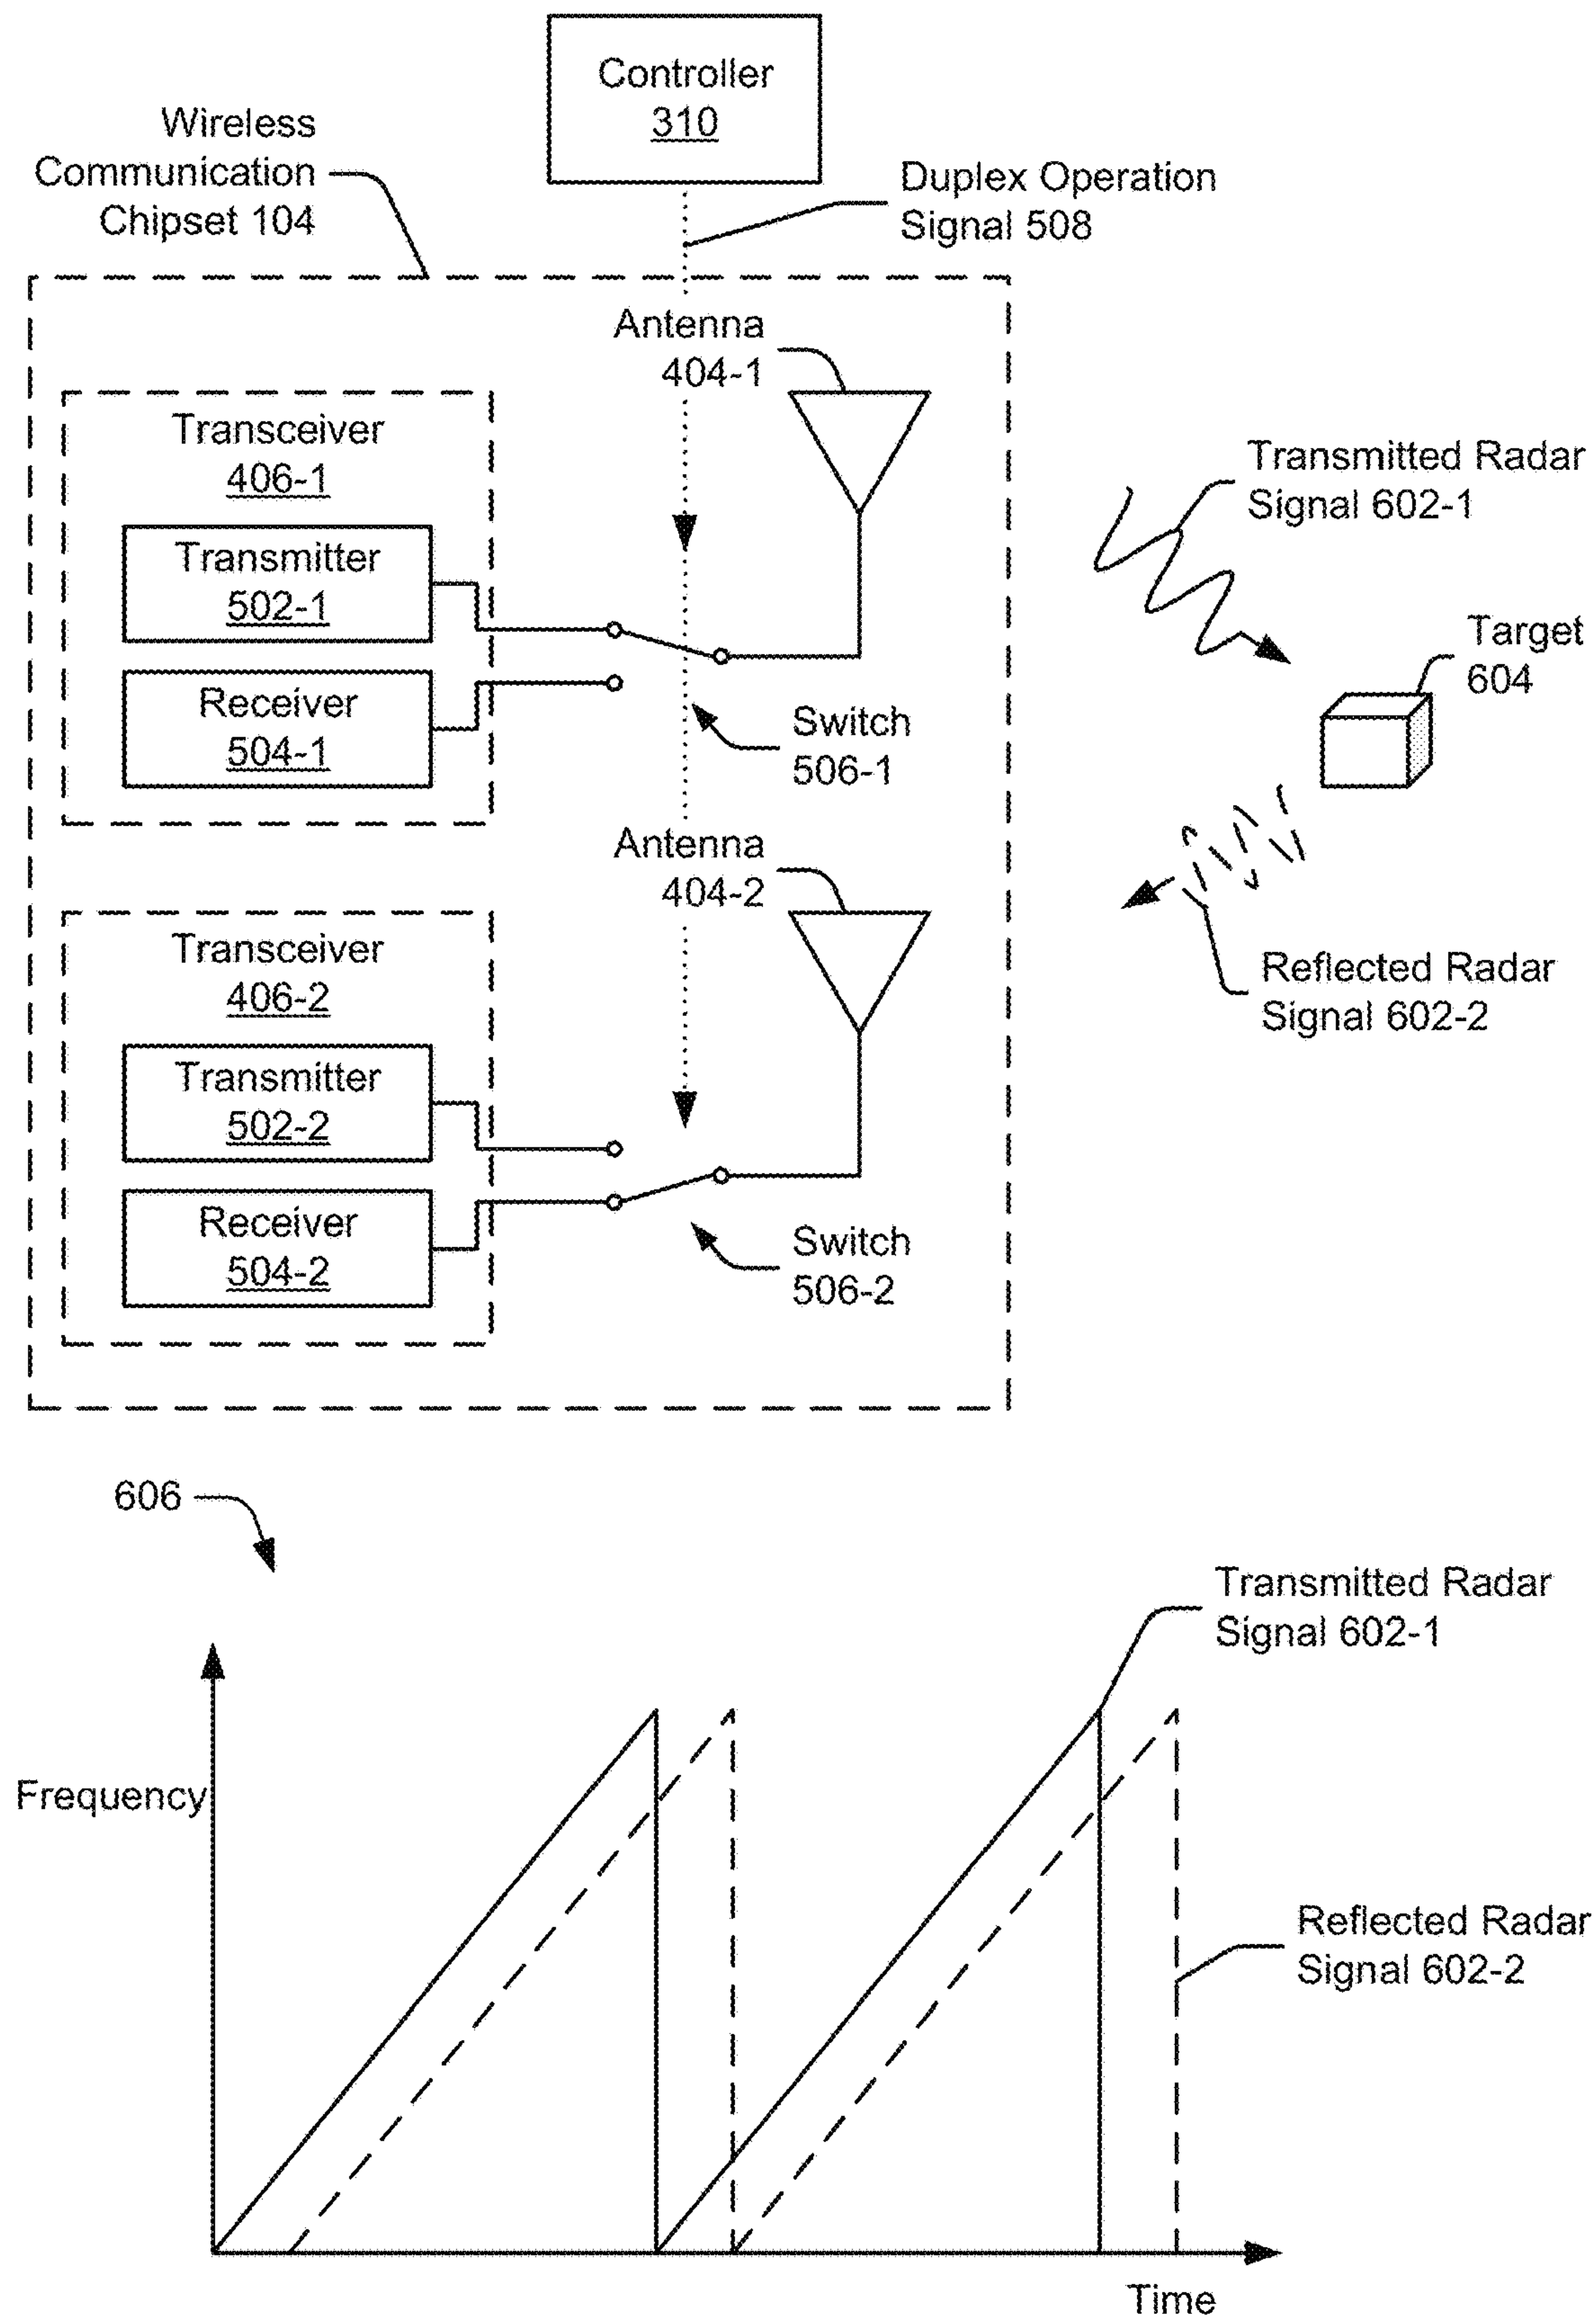 Controller
310
Wireless
Communication
Chipset 104
Duplex Operation
Signal 508
Antenna
404-1
Transceiver
406-1
Transmitter
502-1
Receiver
504-1
Switch
506-1
Transmitted Radar
Signal 602-1
Target
604
Reflected Radar
Signal 602-2
Antenna
404-2
Transceiver
406-2
Transmitter
502-2
Receiver
504-2
Switch
506-2
606
Transmitted Radar
Signal 602-1
Frequency
Reflected Radar
Signal 602-2
Time